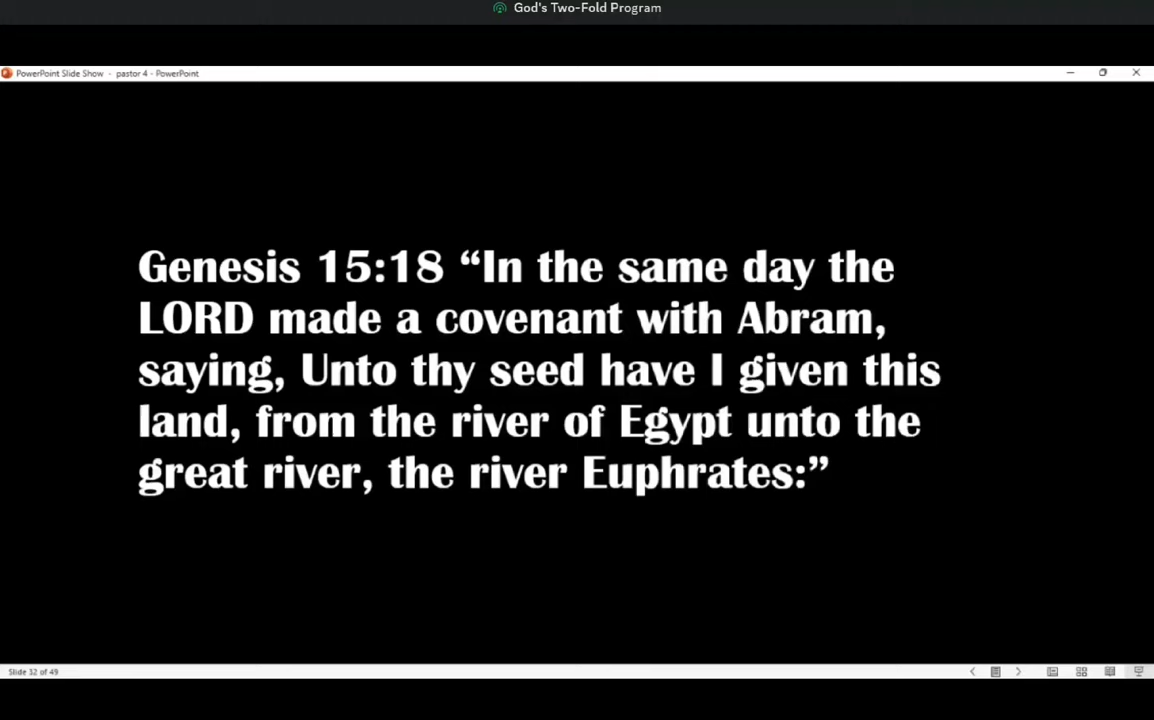 God's Two-Fold Program
PowerPoint Slide Show - pastor 4 - PowerPoint
Genesis 15:18 “In the same day the
LORD made a covenant with Abram,
saying, Unto thy seed have I given this
land, from the river of Egypt unto the
great river, the river Euphrates:”
Slide 32 of 49